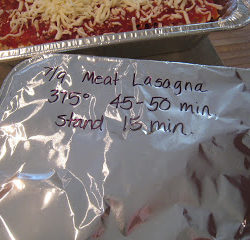 7/9 Meat Lasagna
375° 45-50 min.
Stand 15 min.